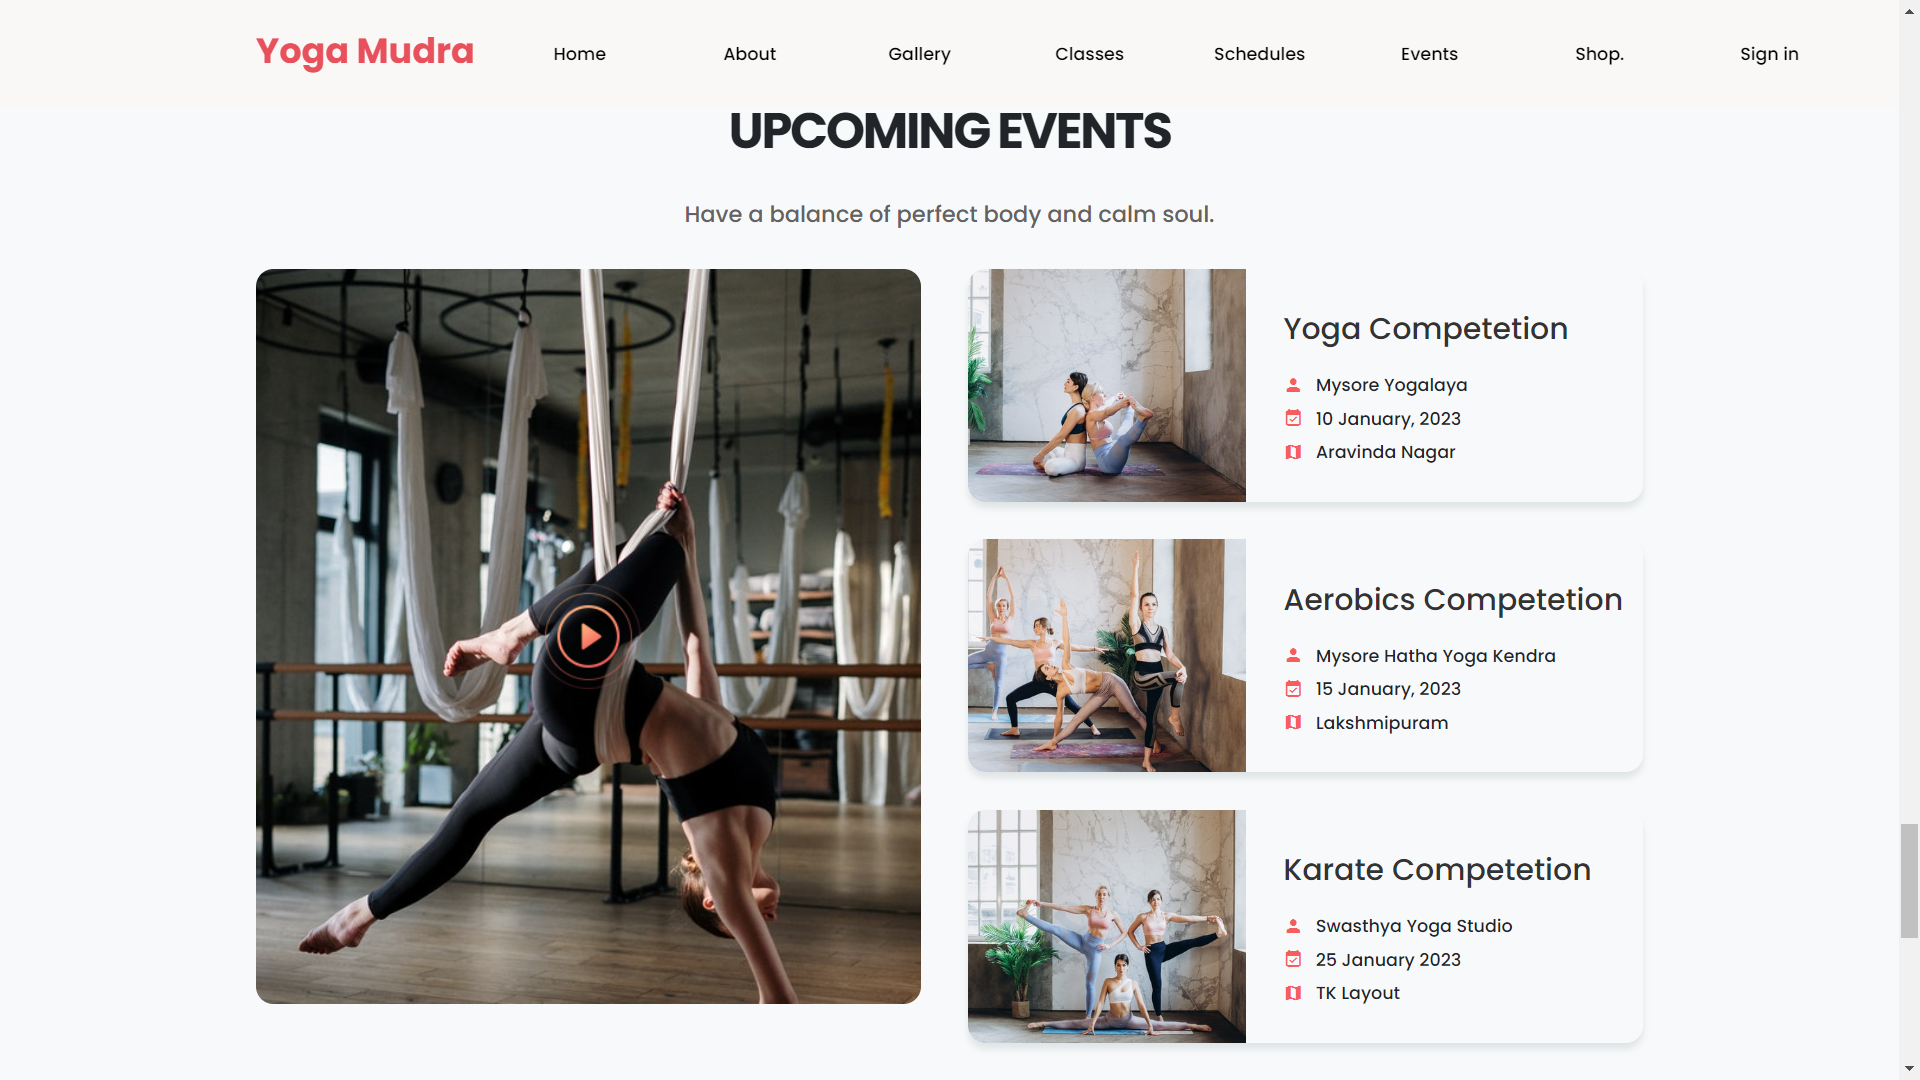 Yoga Mudra
Home
About
Gallery
Classes
Schedules
Events
Shop.
Sign in
UPCOMING EVENTS
Have a balance of perfect body and calm soul.
Yoga Competetion
Mysore Yogalaya
10 January, 2023
Aravinda Nagar
Aerobics Competetion
Mysore Hatha Yoga Kendra
15 January, 2023
Lakshmipuram
Karate Competetion
Swasthya Yoga Studio
25 January 2023
TK Layout